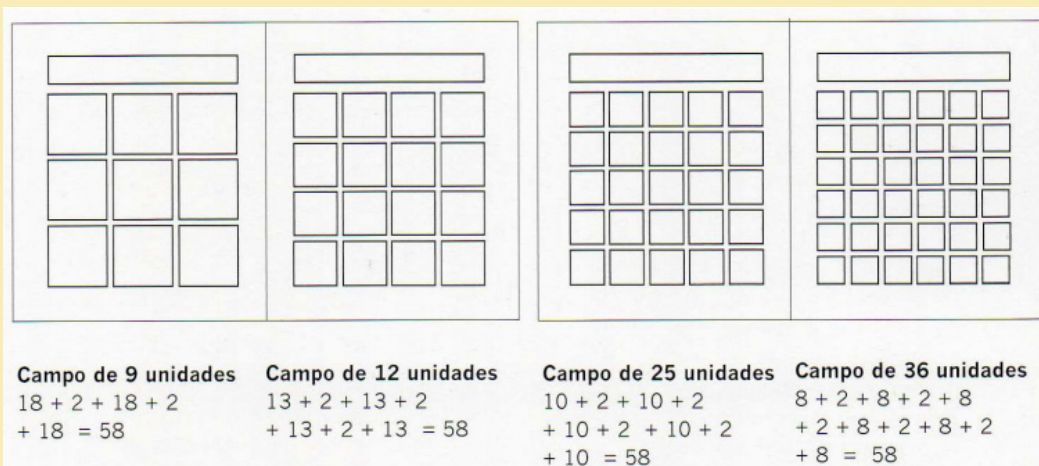 Campo de 9 unidades
18 + 2 + 18 + 2
+ 18 = 58
Campo de 12 unidades
13 + 2 + 13 + 2
+ 13 + 2 + 13 = 58
Campo de 25 unidades
10 + 2 + 10 + 2
+ 10 + 2 + 10 + 2
+ 10 = 58
Campo de 36 unidades
8 + 2 + 8 + 2 + 8
+ 2 + 8 + 2 + 8 + 2
+ 8 = 58